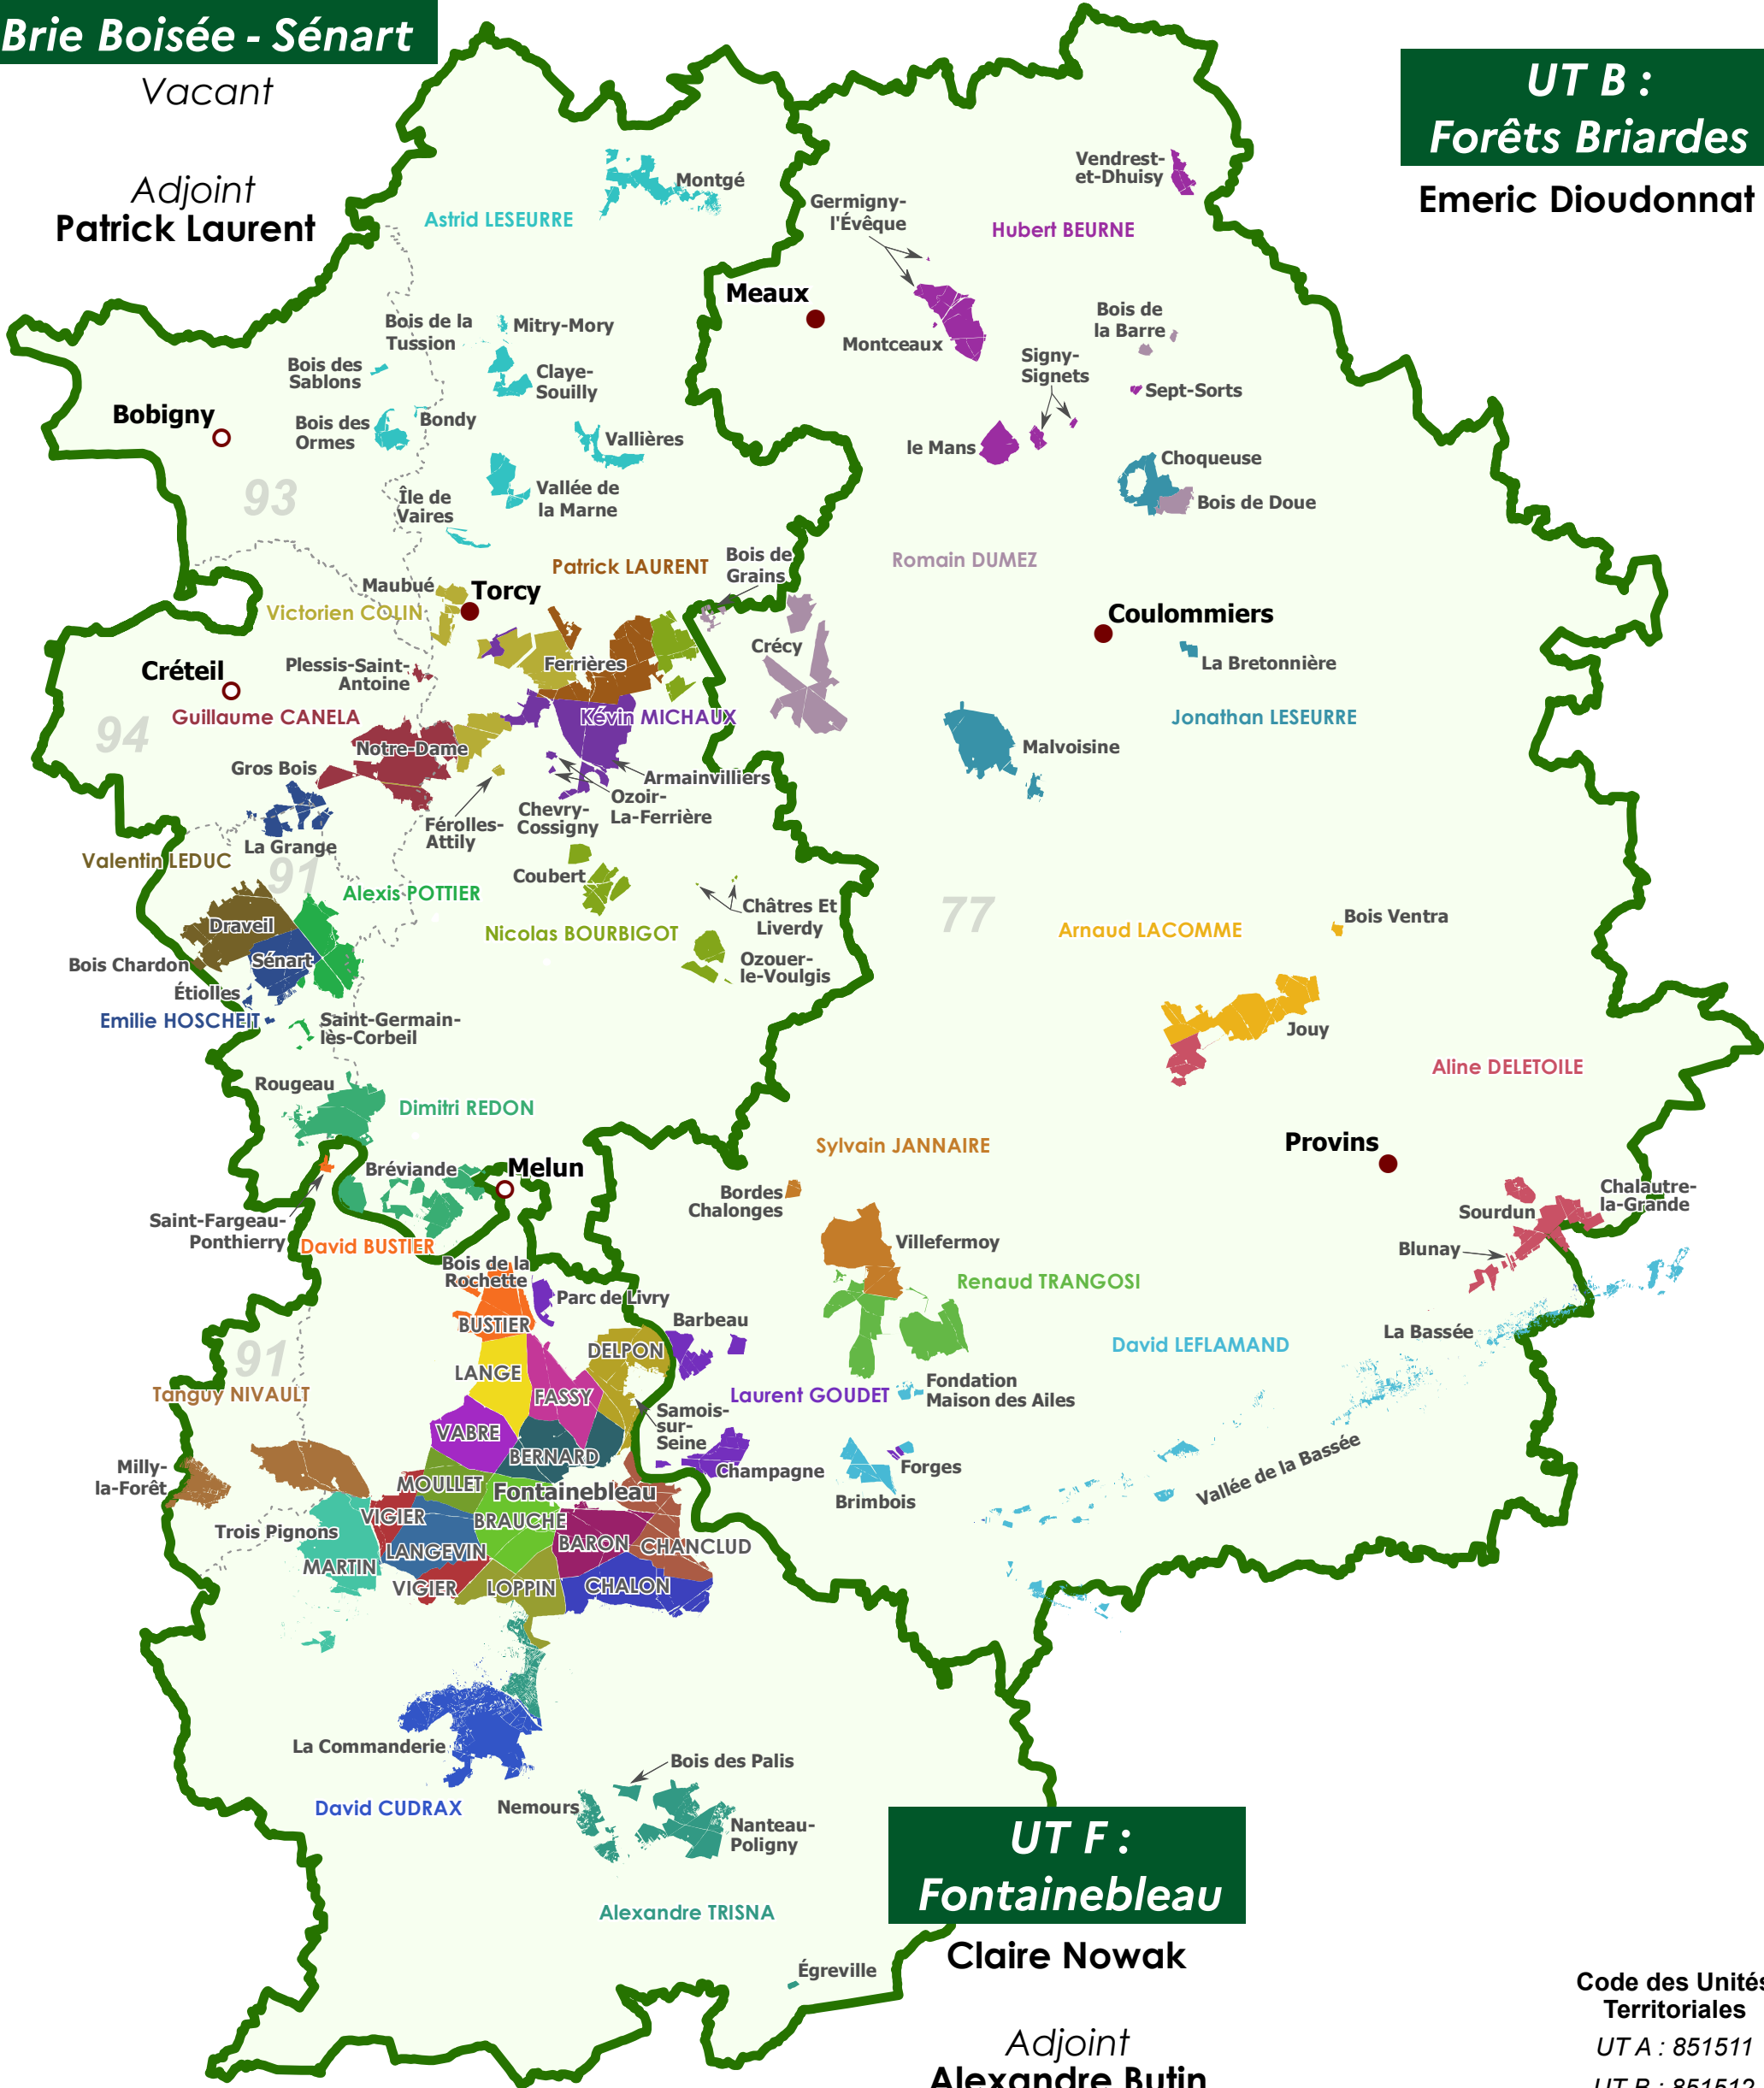 Brie Boisée - Sénart
Vacant
Adjoint
Patrick Laurent
UT B :
Forêts Briardes
Emeric Dioudonnat
Vendrest-
et-Dhuisy
Montgé
Astrid LESEURRE
Germigny-
l'Évêque
Hubert BEURNE
Meaux
Bois de la
Tussion
Mitry-Mory
Bois de
la Barre
Montceaux
Bois des
Sablons
Claye-
Souilly
Signy-
Signets
Sept-Sorts
Bobigny
Bois des
Ormes
Bondy
Vallières
le Mans
Choqueuse
93
Île de
Vaires
Vallée de
la Marne
Bois de Doue
Patrick LAURENT
Bois de
Grains
Romain DUMEZ
Maubué
Torcy
Victorien COLIN
Coulommiers
Créteil
Plessis-Saint-
Antoine
Ferrières
Crécy
La Bretonnière
94
Guillaume CANELA
Kévin MICHAUX
Jonathan LESEURRE
Notre-Dame
Malvoisine
Gros Bois
Armainvilliers
Ozoir-
La-Ferrière
Chevry-
Cossigny
Férolles-
Attily
La Grange
Valentin LEDUC
91
Coubert
Alexis POTTIER
Châtres Et
Liverdy
77
Bois Ventra
Draveil
Nicolas BOURBIGOT
Arnaud LACOMME
Bois Chardon
Sénart
Ozouer-
le-Voulgis
Étiolles
Emilie HOSCHEIT
Saint-Germain-
lès-Corbeil
Jouy
Aline DELETOILE
Rougeau
Dimitri REDON
Sylvain JANNAIRE
Provins
Bréviande
Melun
Bordes
Chalonges
Chalautre-
la-Grande
Sourdun
Saint-Fargeau-
Ponthierry
David BUSTIER
Villefermoy
Blunay
Bois de la
Rochette
Parc de Livry
Renaud TRANGOSI
BUSTIER
Barbeau
La Bassée
91
LANGE
DELPON
David LEFLAMAND
Tanguy NIVAULT
FASSY
Laurent GOUDET
Fondation
Maison des Ailes
Samois-
sur-
Seine
VABRE
BERNARD
Milly-
la-Forêt
Champagne
Forges
Vallée de la Bassée
MOULLET
Fontainebleau
Brimbois
VIGIER
BRAUCHE
Trois Pignons
LANGEVIN
BARON
CHANCLUD
MARTIN
VIGIER
LOPPIN
CHALON
La Commanderie
Bois des Palis
David CUDRAX
Nemours
Nanteau-
Poligny
UT F :
Fontainebleau
Alexandre TRISNA
Claire Nowak
Égreville
Adjoint
Alexandre Butin
Code des Unités
Territoriales
UT A : 851511
UT B : 851512